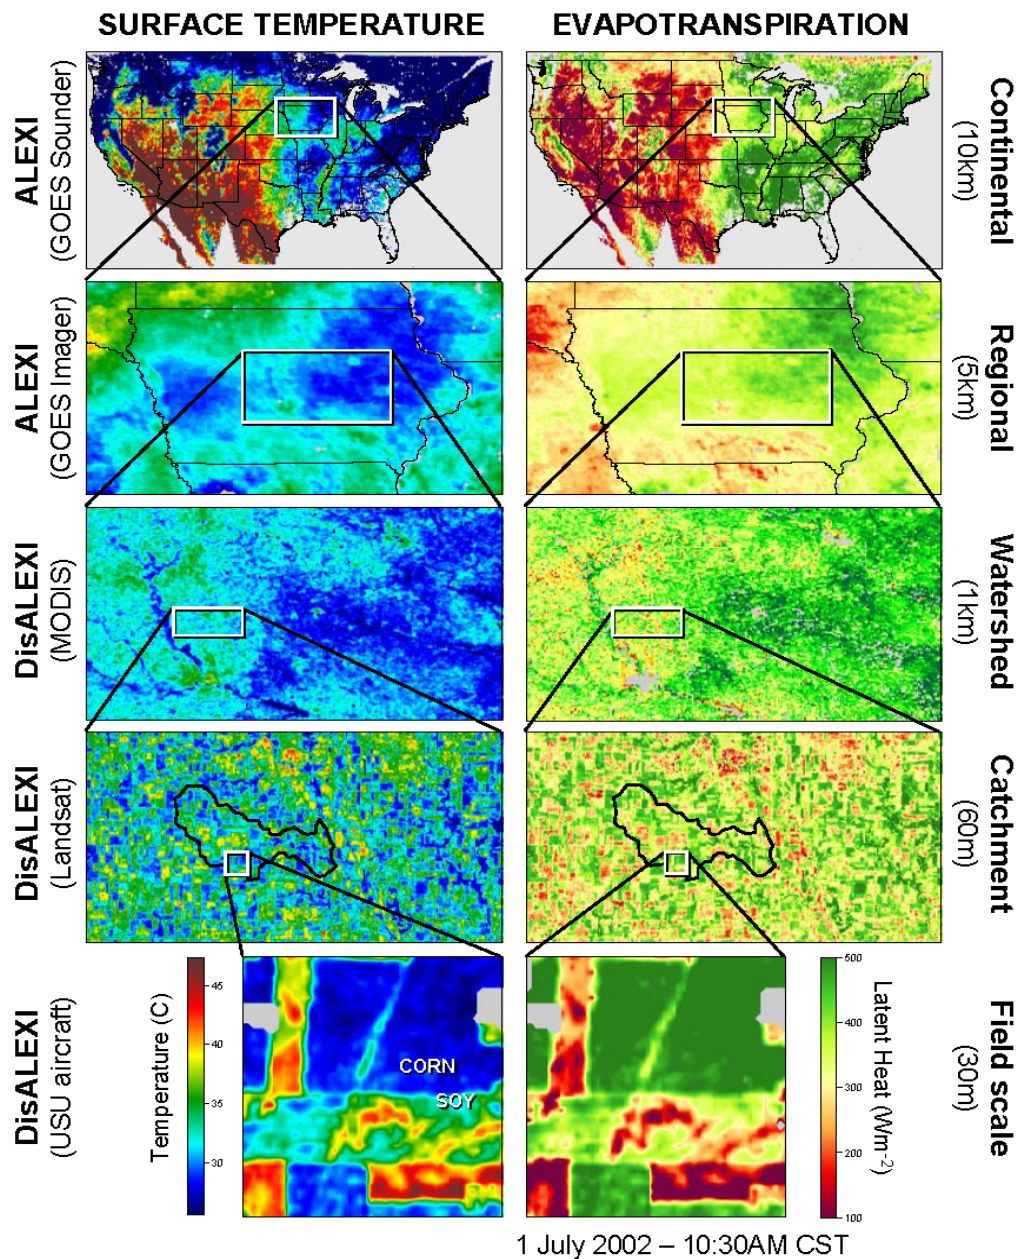 SURFACE TEMPERATURE
EVAPOTRANSPIRATION
ALEXI
(GOES Sounder)
Continental
(10km)
ALEXI
(GOES Imager)
Regional
(5km)
DisALEXI
(MODIS)
Watershed
(1km)
DisALEXI
(Landsat)
Catchment
(60m)
DisALEXI
(USU aircraft)
Temperature (C)
45
40
35
30
CORN
SOY
500
400
300
200
100
Latent Heat (Wm-2)
Field scale
(30m)
1 July 2002 – 10:30AM CST